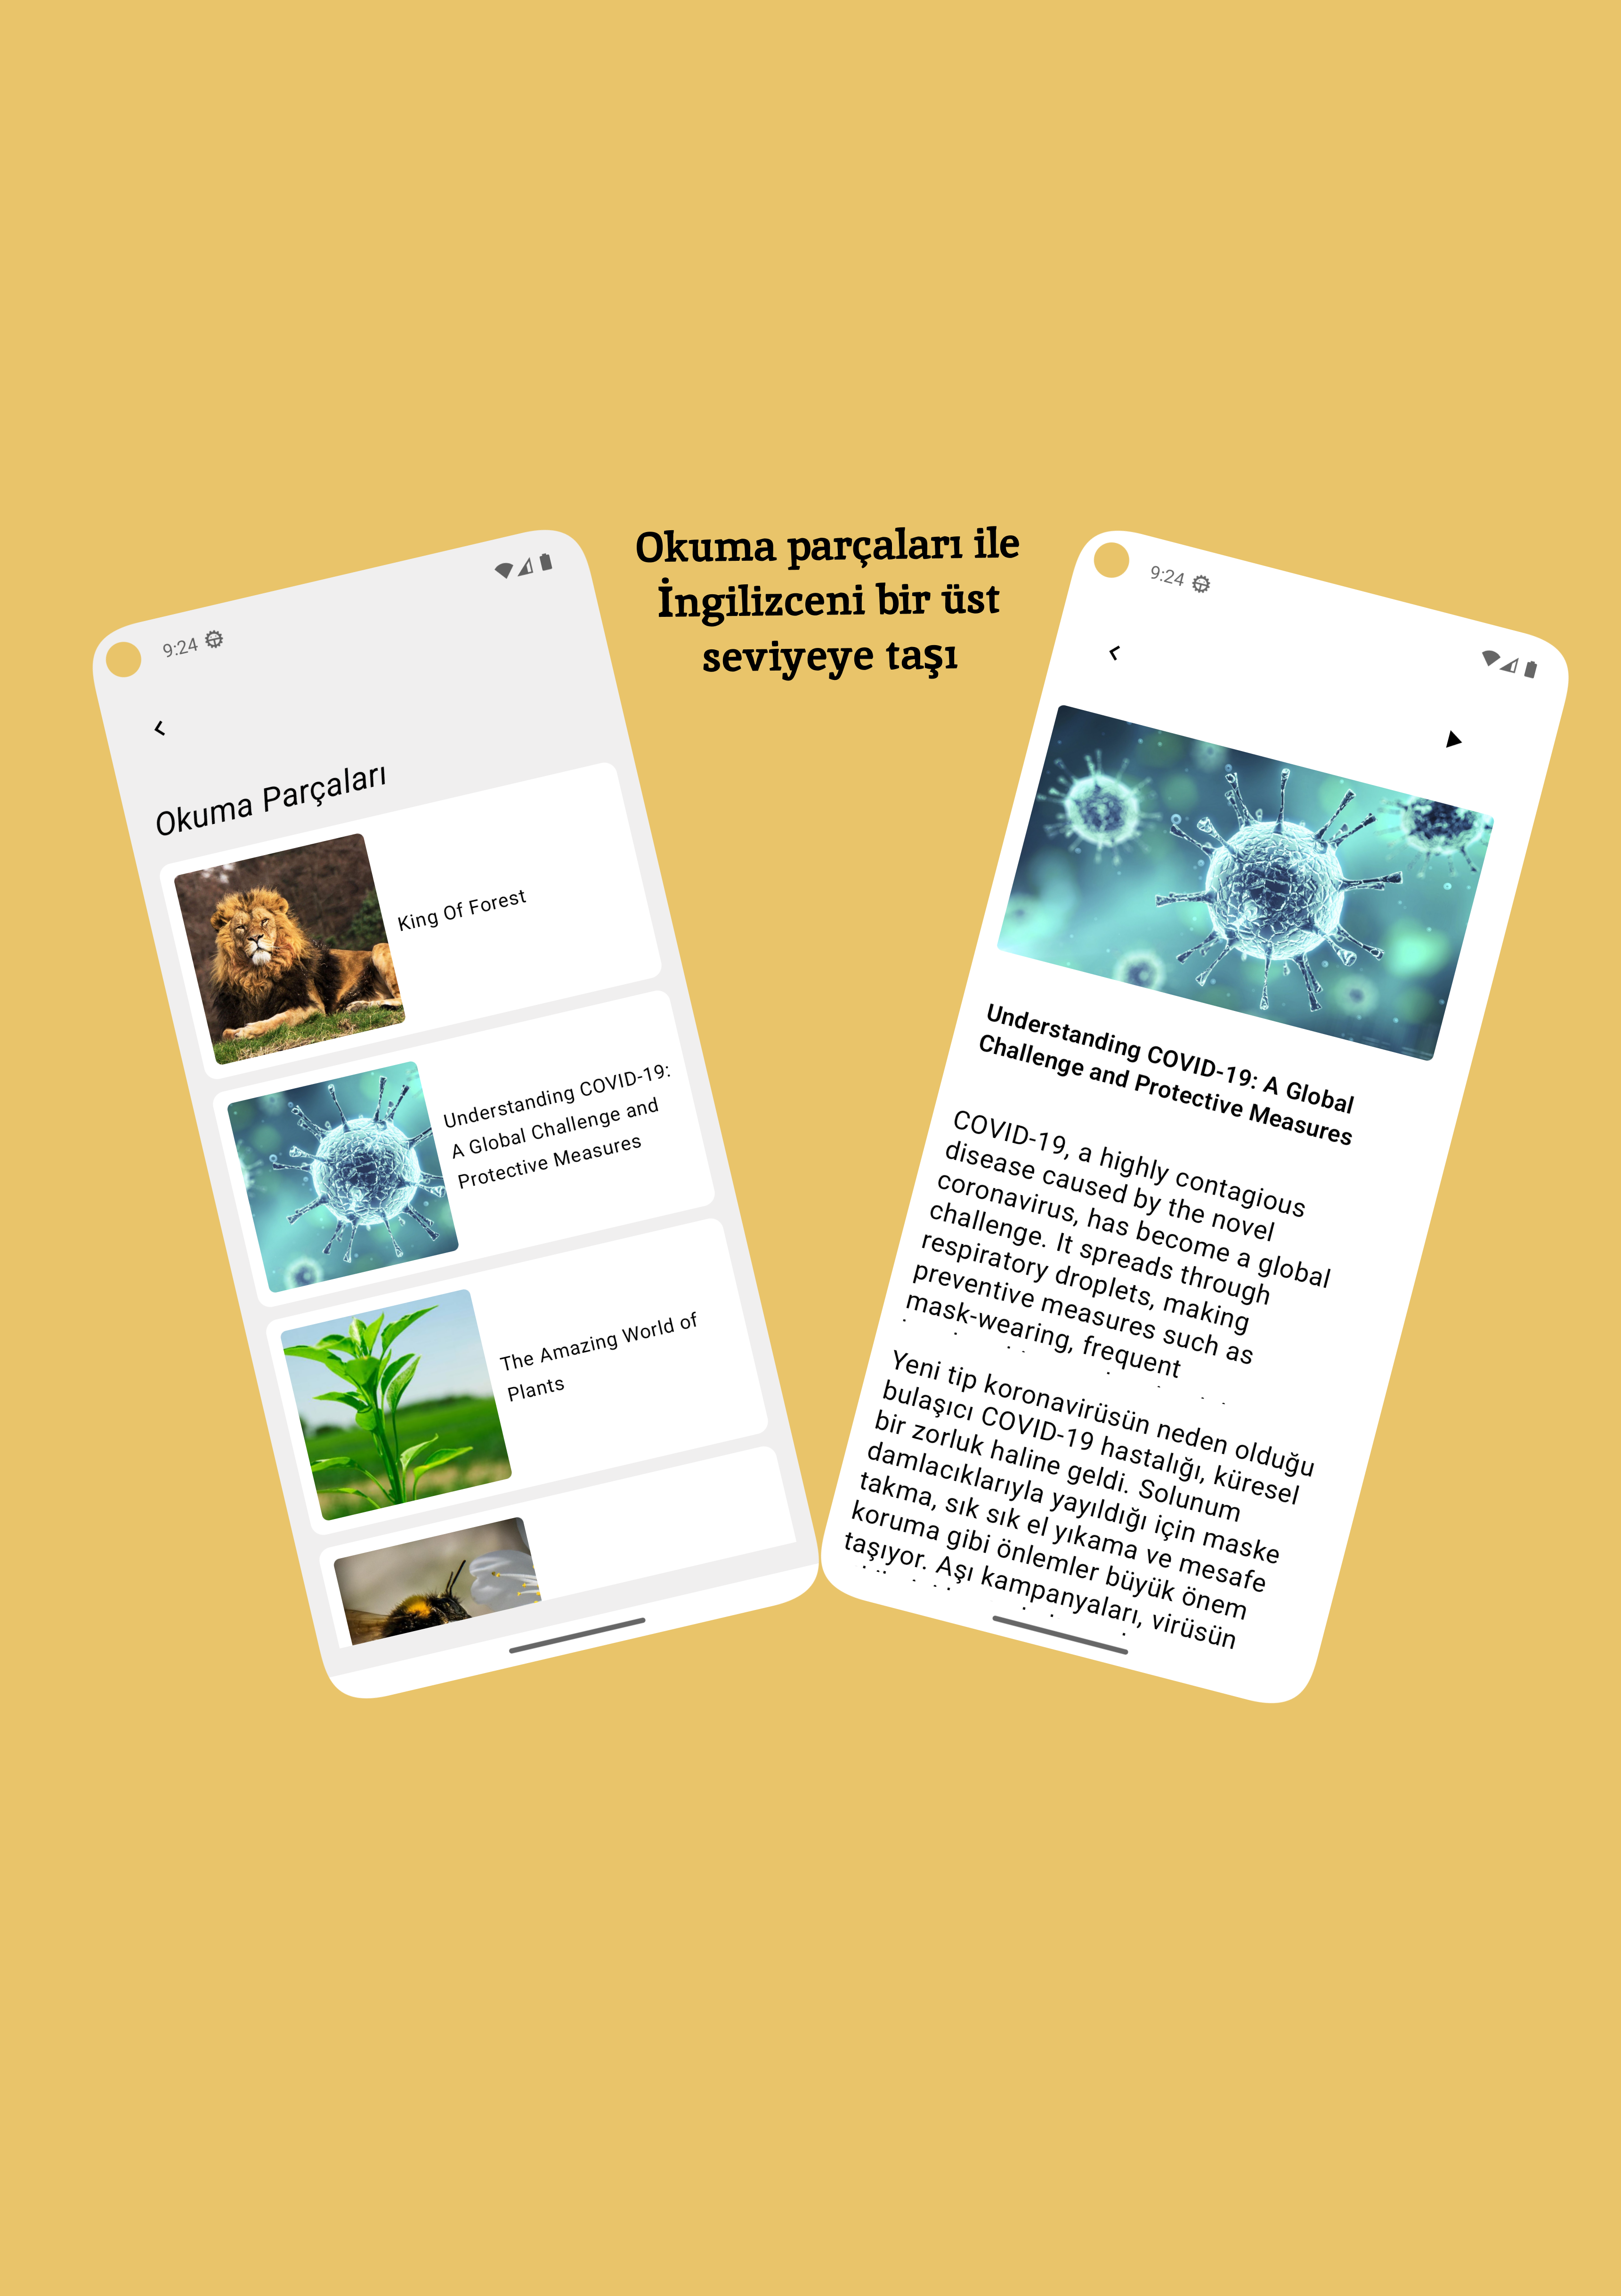 Okuma parçaları ile
İngilizceni bir üst
seviyeye taşı
9:24
Okuma Parçaları
King Of Forest
Understanding COVID-19:
A Global Challenge and
Protective Measures
The Amazing World of
Plants
9:24
Understanding COVID-19: A Global
Challenge and Protective Measures
COVID-19, a highly contagious
disease caused by the novel
coronavirus, has become a global
challenge. It spreads through
respiratory droplets, making
preventive measures such as
mask-wearing, frequent
Yeni tip koronavirüsün neden olduğu
bulaşıcı COVID-19 hastalığı, küresel
bir zorluk haline geldi. Solunum
damlacıklarıyla yayıldığı için maske
takma, sık sık el yıkama ve mesafe
koruma gibi önlemler büyük önem
taşıyor. Aşı kampanyaları, virüsün